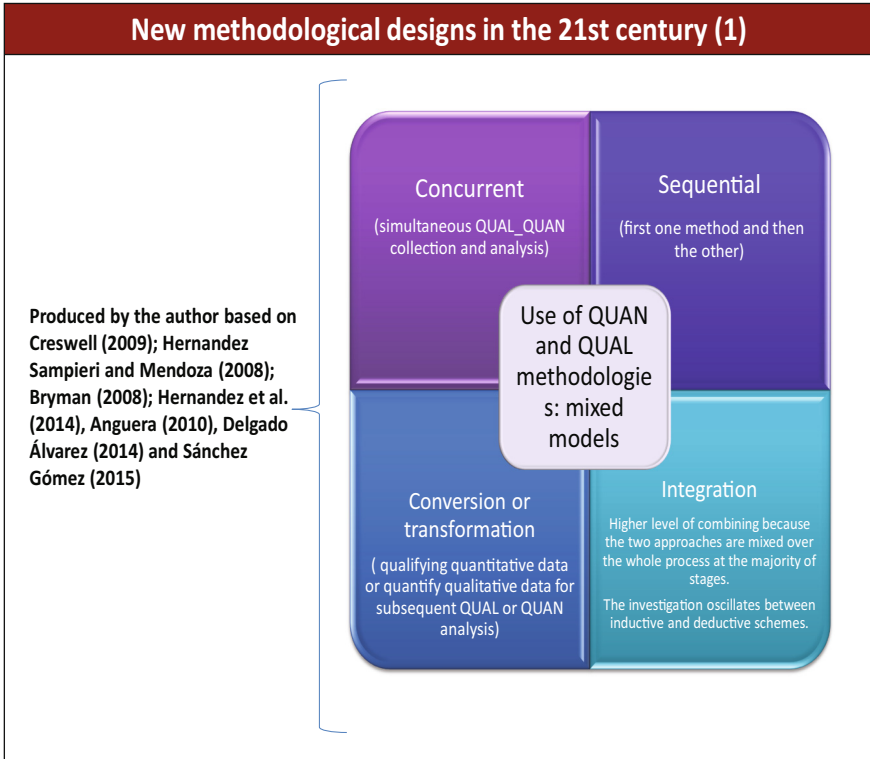 New methodological designs in the 21st century (1)
Produced by the author based on
Creswell (2009); Hernandez
Sampieri and Mendoza (2008);
Bryman (2008); Hernandez et al.
(2014), Anguera (2010), Delgado
Álvarez (2014) and Sánchez
Gómez (2015)
Concurrent
(simultaneous QUAL_QUAN
collection and analysis)
Sequential
(first one method and then
the other)
Use of QUAN
and QUAL
methodologie
s: mixed
models
Conversion or
transformation
( qualifying quantitative data
or quantify qualitative data for
subsequent QUAL or QUAN
analysis)
Integration
Higher level of combining because
the two approaches are mixed over
the whole process at the majority of
stages.
The investigation oscillates between
inductive and deductive schemes.